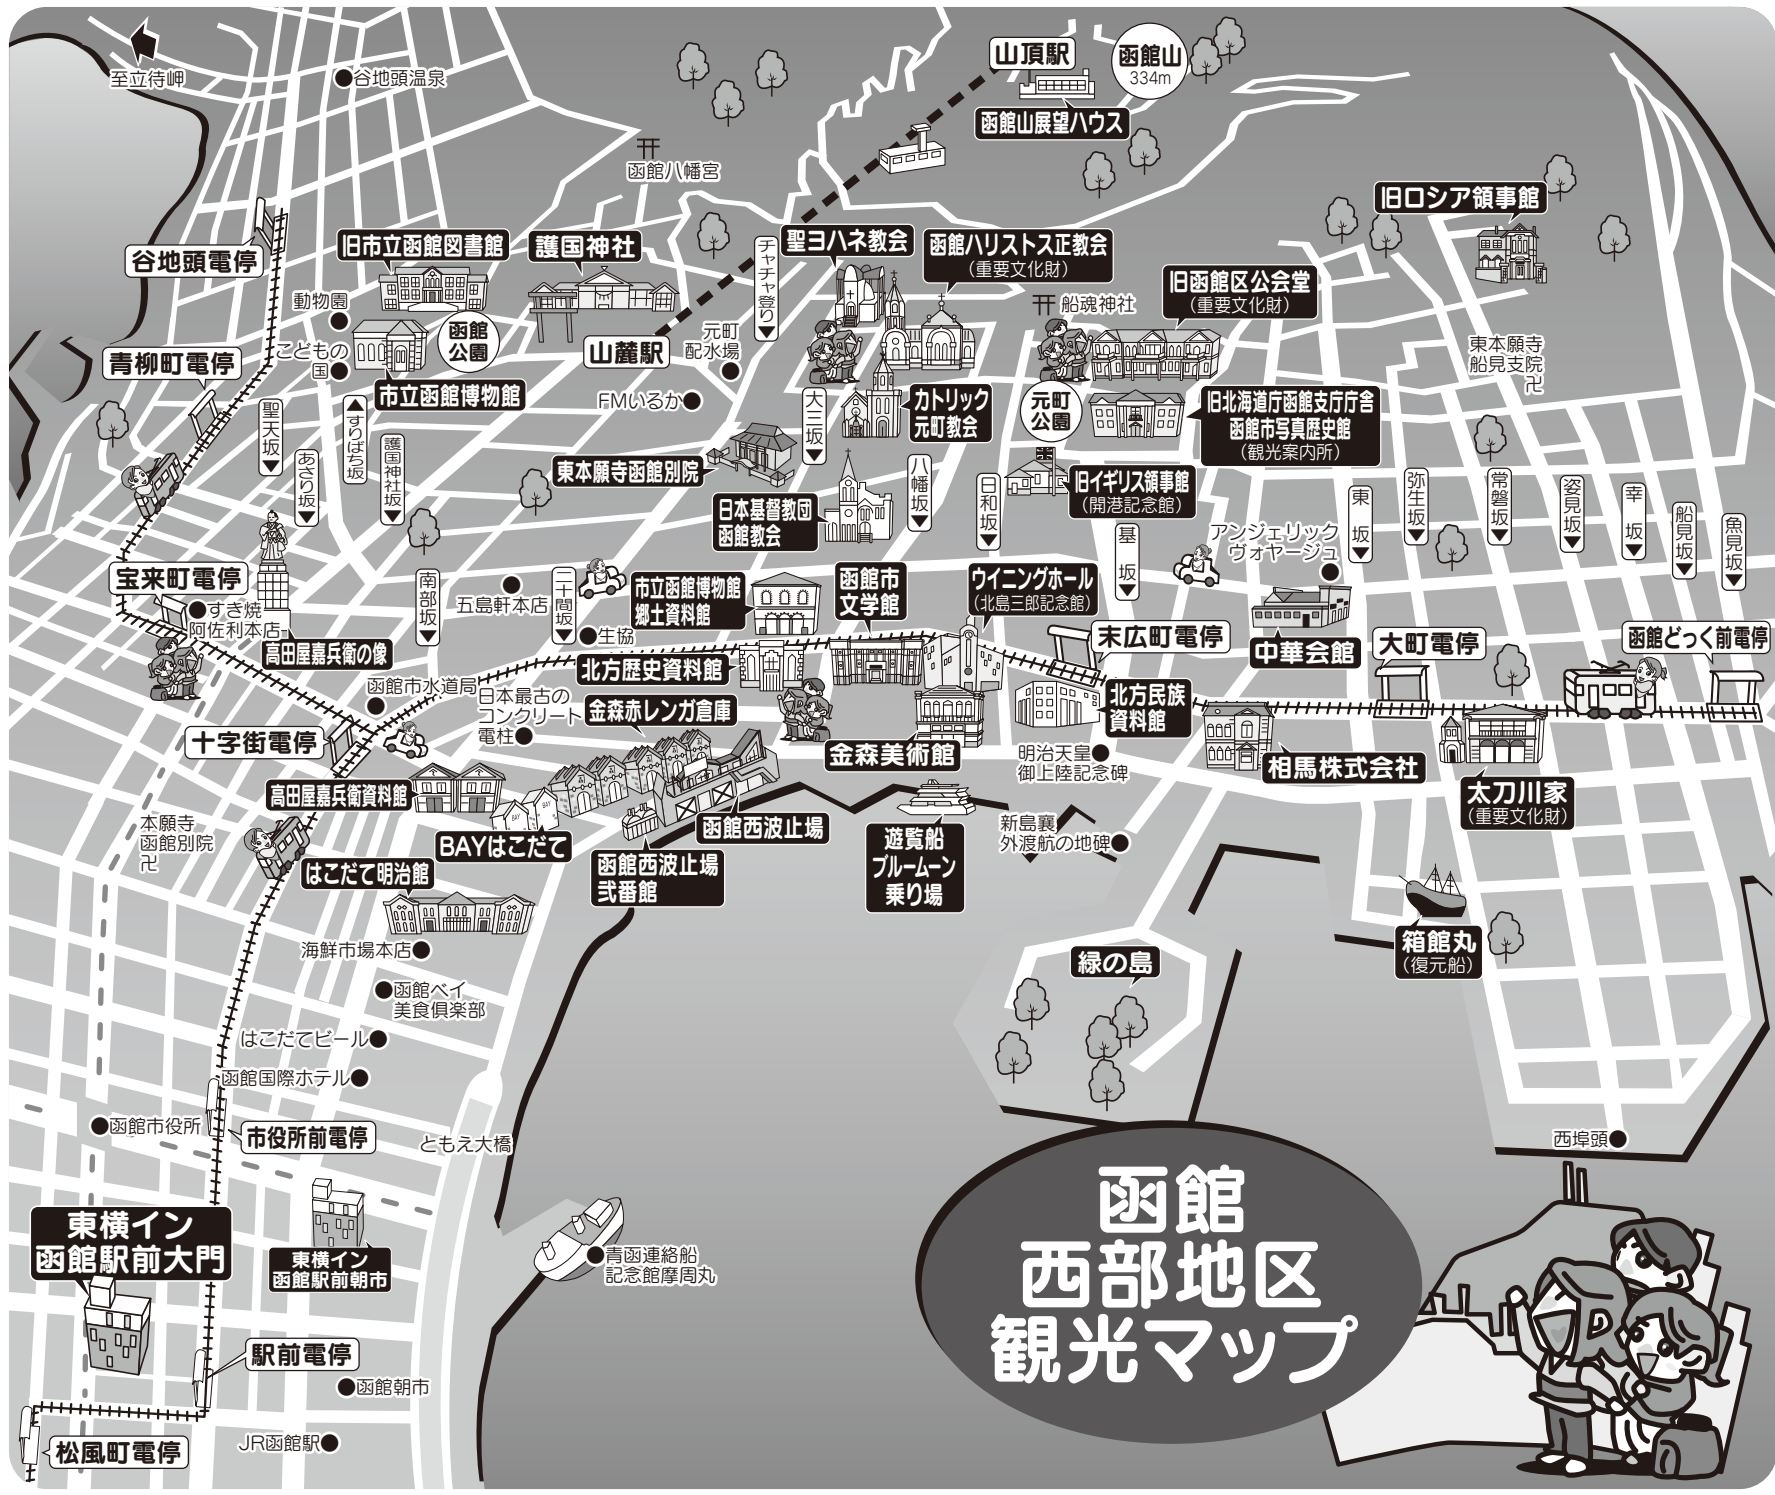 至立待岬
谷地頭温泉
山頂駅
函館山
334m
函館山展望ハウス
函館八幡宮
旧ロシア領事館
谷地頭電停
旧市立函館図書館
護国神社
チャチャ登り
聖ヨハネ教会
函館ハリストス正教会
（重要文化財）
旧函館区公会堂
（重要文化財）
船魂神社
動物園
函館
公園
こどもの
国
山麓駅
元町
配水場
東本願寺
船見支院
卍
青柳町電停
市立函館博物館
FMいるか
カトリック
元町教会
元町
公園
旧北海道庁函館支庁庁舎
函館市写真歴史館
（観光案内所）
聖天坂
あさり坂
すりばち坂
護国神社坂
大三坂
八幡坂
日和坂
東本願寺函館別院
日本基督教団
函館教会
旧イギリス領事館
（開港記念館）
基坂
東坂
弥生坂
常盤坂
姿見坂
幸坂
船見坂
魚見坂
アンジェリック
ヴォヤージュ
宝来町電停
すき焼
阿佐利本店
高田屋嘉兵衛の像
南部坂
五島軒本店
二十間坂
生協
市立函館博物館
郷土資料館
函館市
文学館
ウイニングホール
（北島三郎記念館）
末広町電停
中華会館
大町電停
函館どっく前電停
北方歴史資料館
函館市水道局
日本最古の
コンクリート
電柱
金森赤レンガ倉庫
北方民族
資料館
十字街電停
金森美術館
明治天皇
御上陸記念碑
相馬株式会社
太刀川家
（重要文化財）
高田屋嘉兵衛資料館
BAY
BAY
BAYはこだて
函館西波止場
函館西波止場
弐番館
遊覧船
ブルームーン
乗り場
新島襄
外渡航の地碑
本願寺
函館別院
卍
はこだて明治館
海鮮市場本店
箱館丸
（復元船）
緑の島
函館ベイ
美食倶楽部
はこだてビール
函館国際ホテル
函館市役所
市役所前電停
ともえ大橋
西埠頭
東横イン
函館駅前大門
東横イン
函館駅前朝市
青函連絡船
記念館摩周丸
函館
西部地区
観光マップ
駅前電停
函館朝市
JR函館駅
松風町電停